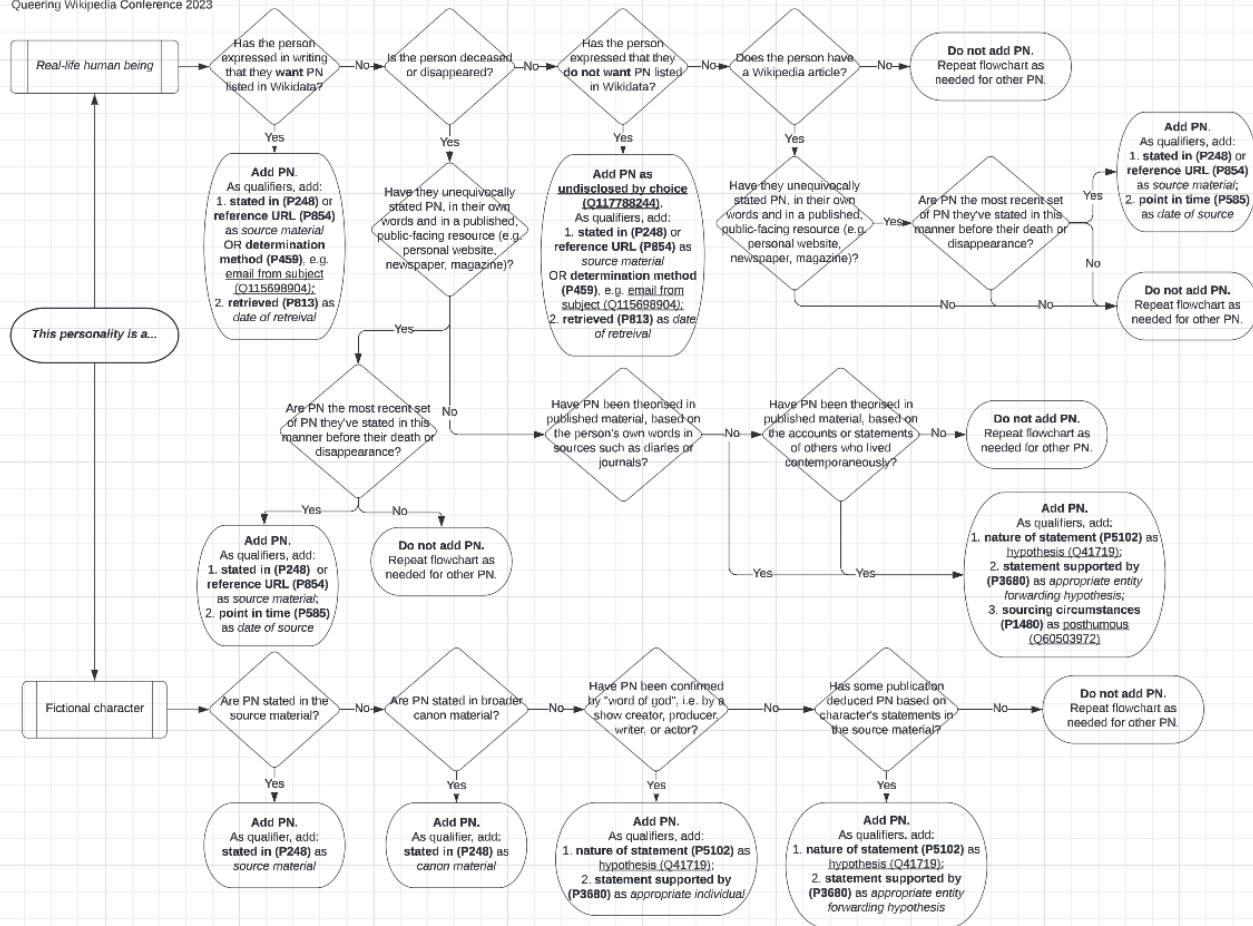 Queering Wikipedia Conference 2023
Real-life human being
Has the person
expressed in writing
that they want PN
listed in Wikidata?
No
Is the person deceased
or disappeared?
No
Has the person
expressed that they
do not want PN listed
in Wikidata?
No
Does the person have
a Wikipedia article?
No
Do not add PN.
Repeat flowchart as
needed for other PN.
Yes
Yes
Yes
Yes
Add PN.
As qualifiers, add:
1. stated in (P248) or
reference URL (P854)
as source material
OR determination
method (P459), e.g.
email from subject
(Q115698904);
2. retrieved (P813) as
date of retreival
Have they unequivocally
stated PN, in their own
words and in a published,
public-facing resource (e.g.
personal website,
newspaper, magazine)?
Add PN as
undisclosed by choice
(Q117788244).
As qualifiers, add:
1. stated in (P248) or
reference URL (P854) as
source material
OR determination method
(P459), e.g. email from
subject (Q115698904);
2. retrieved (P813) as date
of retreival
Have they unequivocally
stated PN, in their own
words and in a published,
public-facing resource (e.g.
personal website,
newspaper, magazine)?
Yes
Are PN the most recent set
of PN they've stated in this
manner before their death or
disappearance?
Yes
Add PN.
As qualifiers, add:
1. stated in (P248) or
reference URL (P854)
as source material;
2. point in time (P585)
as date of source
No
No
No
Do not add PN.
Repeat flowchart as
needed for other PN.
This personality is a...
Yes
No
Are PN the most recent set
of PN they've stated in this
manner before their death or
disappearance?
Have PN been theorised in
published material, based on
the person's own words in
sources such as diaries or
journals?
No
Have PN been theorised in
published material, based on
the accounts or statements
of others who lived
contemporaneously?
No
Do not add PN.
Repeat flowchart as
needed for other PN.
Yes
No
Add PN.
As qualifiers, add:
1. stated in (P248) or
reference URL (P854)
as source material;
2. point in time (P585)
as date of source
Do not add PN.
Repeat flowchart as
needed for other PN.
Yes
Yes
Add PN.
As qualifiers, add:
1. nature of statement (P5102) as
hypothesis (Q41719);
2. statement supported by
(P3680) as appropriate entity
forwarding hypothesis;
3. sourcing circumstances
(P1480) as posthumous
(Q60503972)
Fictional character
Are PN stated in the
source material?
No
Are PN stated in broader
canon material?
No
Have PN been confirmed
by "word of god", i.e. by a
show creator, producer,
writer, or actor?
No
Has some publication
deduced PN based on
character's statements in
the source material?
No
Do not add PN.
Repeat flowchart as
needed for other PN.
Yes
Yes
Yes
Yes
Add PN.
As qualifier, add:
stated in (P248) as
source material
Add PN.
As qualifier, add:
stated in (P248) as
canon material
Add PN.
As qualifiers, add:
1. nature of statement (P5102) as
hypothesis (Q41719);
2. statement supported by
(P3680) as appropriate individual
Add PN.
As qualifiers, add:
1. nature of statement (P5102) as
hypothesis (Q41719);
2. statement supported by
(P3680) as appropriate entity
forwarding hypothesis